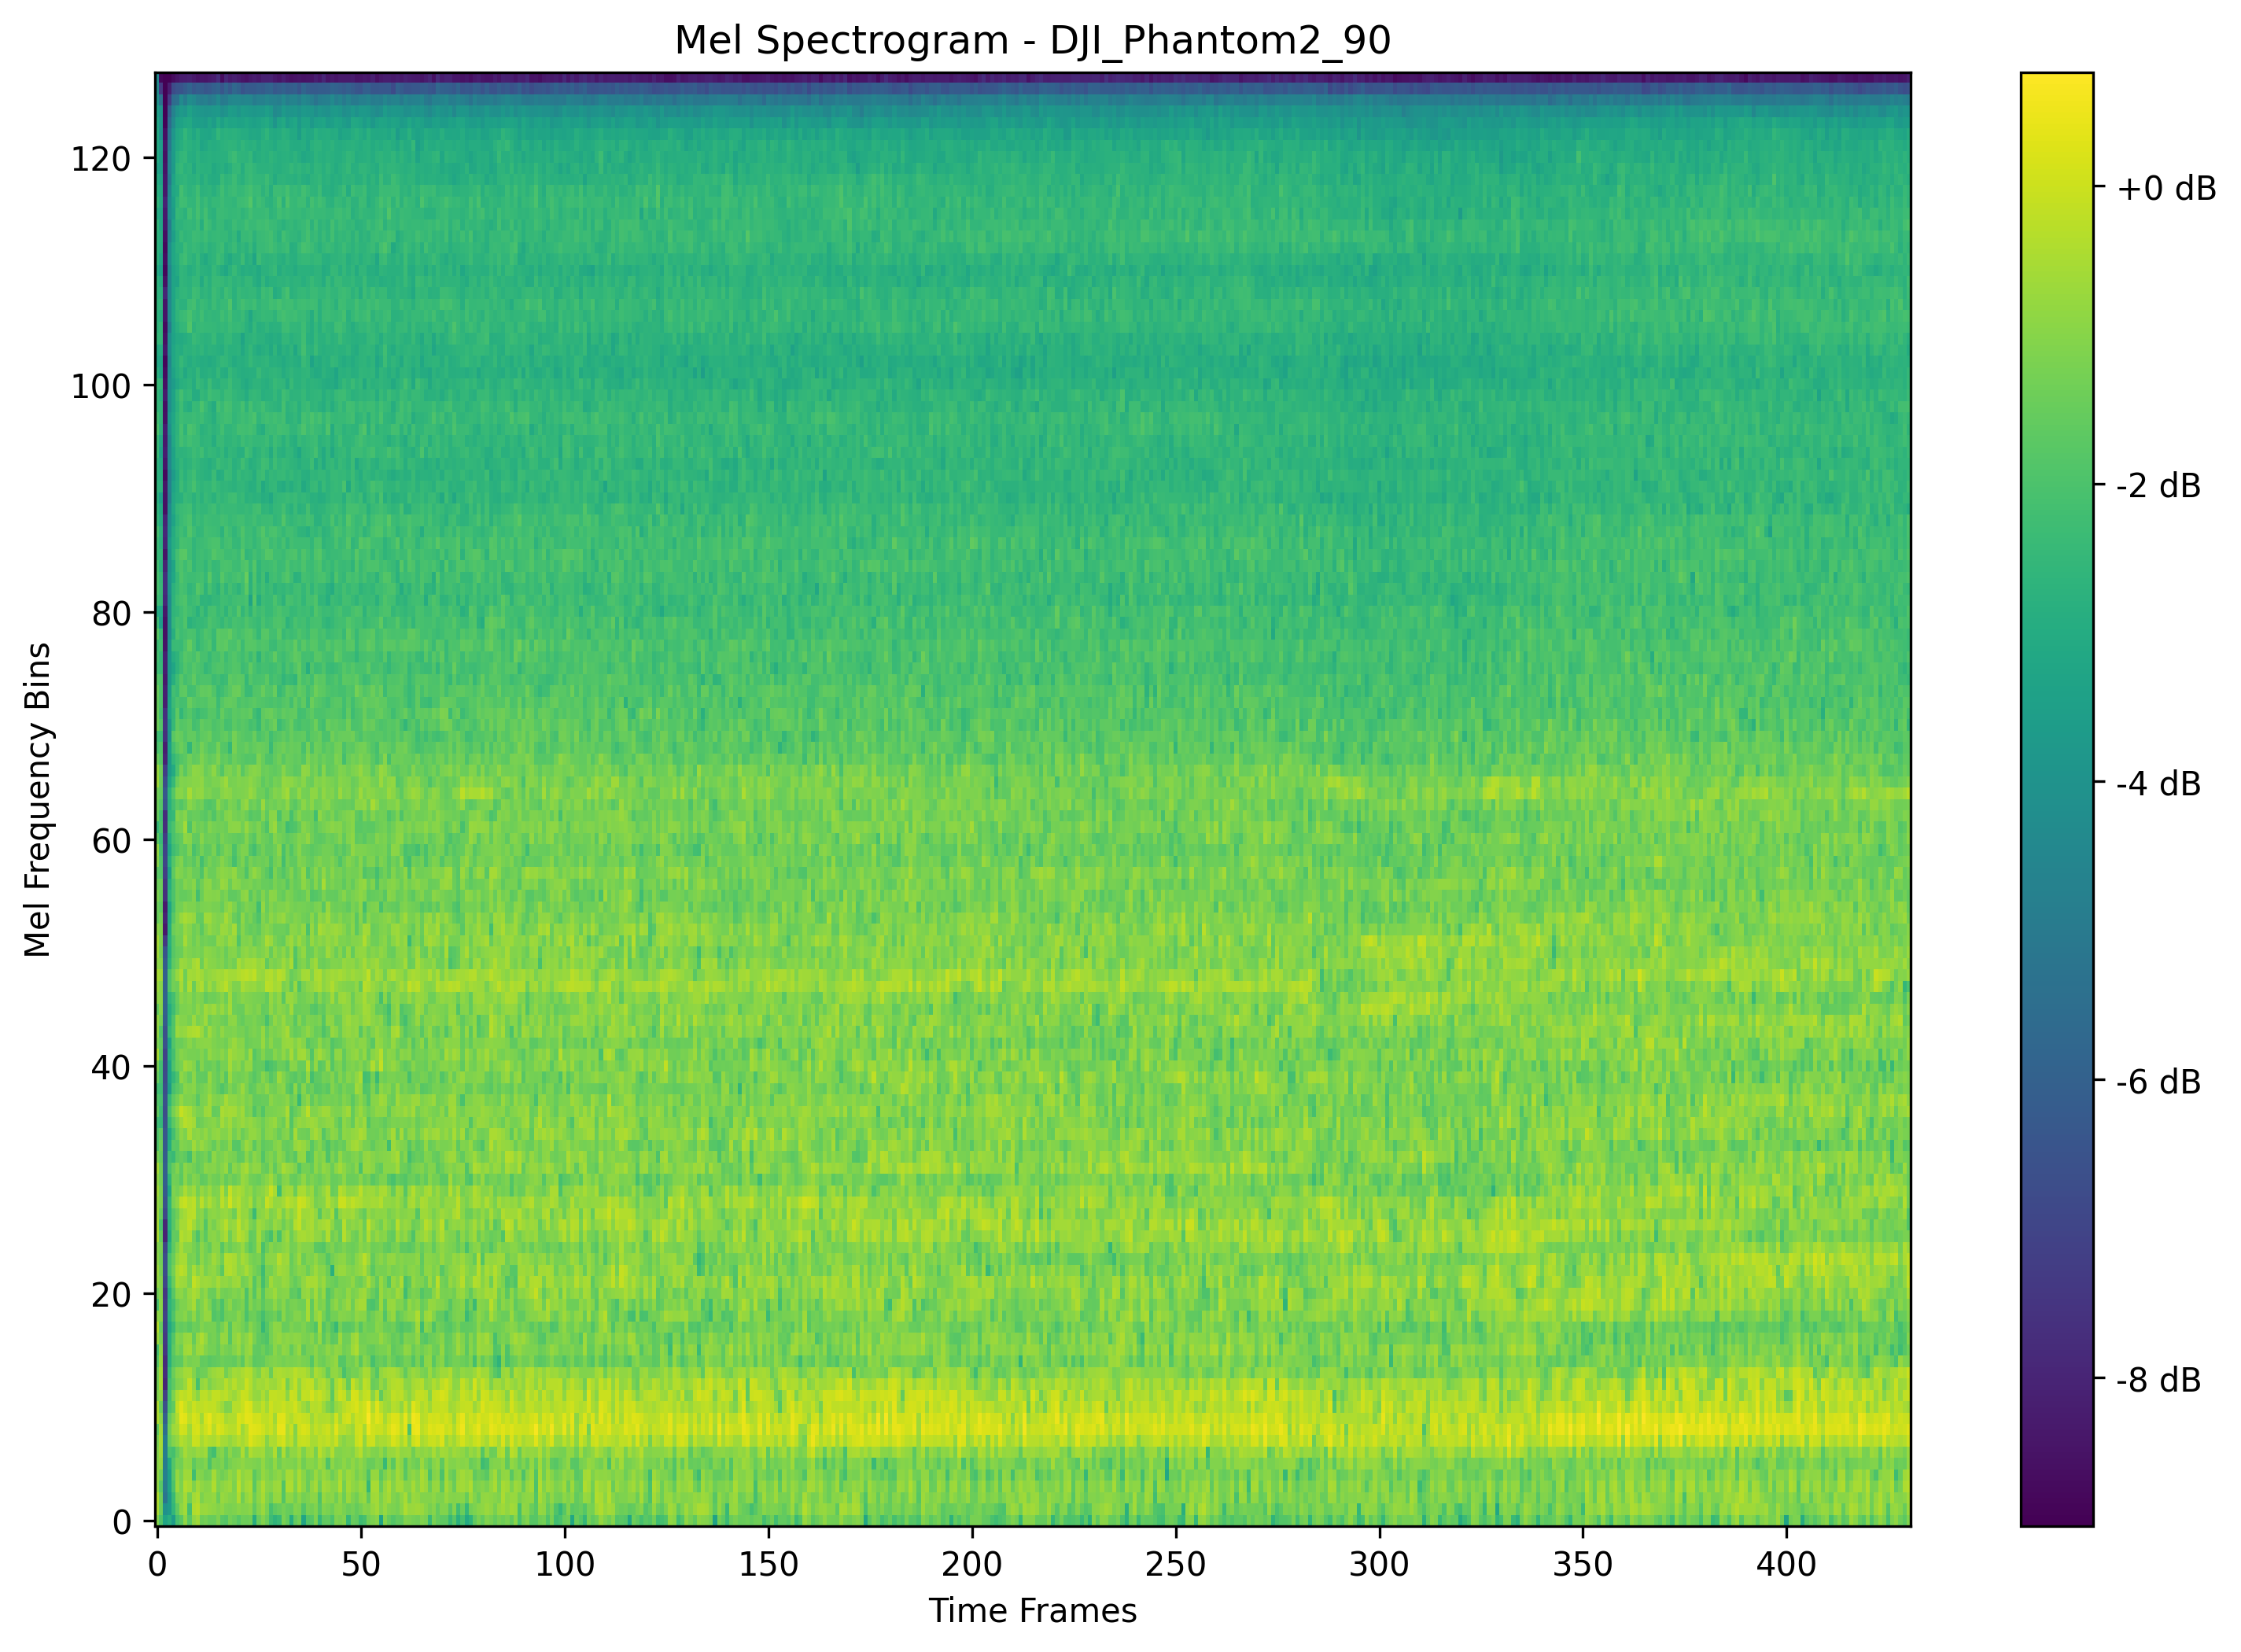 Mel Spectrogram - DJI_Phantom2_90
Mel Frequency Bins
120
100
80
60
40
20
0
0 50 100 150 200 250 300 350 400
Time Frames
+0 dB
-2 dB
-4 dB
-6 dB
-8 dB